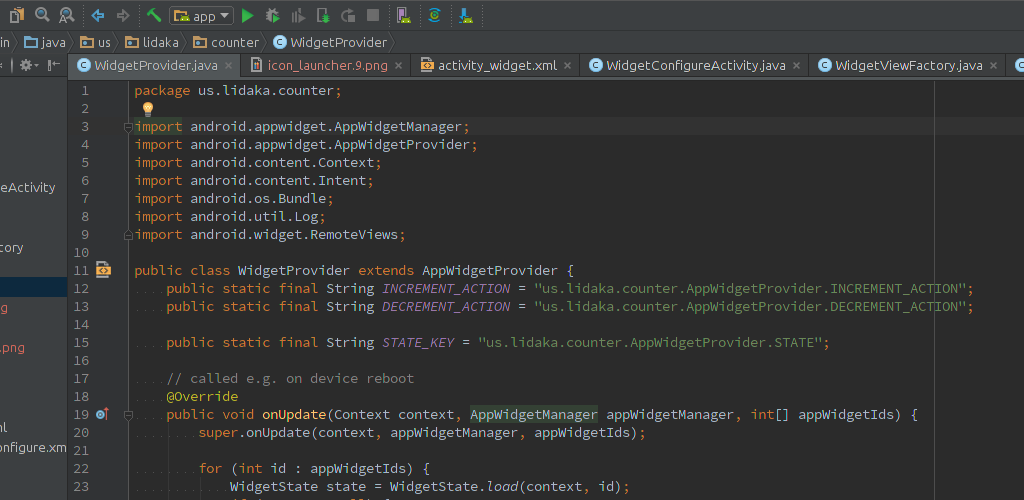 app
in java us lidaka counter WidgetProvider
WidgetProvider.java icon_launcher.9.png activity_widget.xml WidgetConfigureActivity.java WidgetViewFactory.java
eActivity
tory
g
.png
ml
onfigure.xm
1 package us.lidaka.counter;
2
3 import android.appwidget.AppWidgetManager;
4 import android.appwidget.AppWidgetProvider;
5 import android.content.Context;
6 import android.content.Intent;
7 import android.os.Bundle;
8 import android.util.Log;
9 import android.widget.RemoteViews;
10
11 public class WidgetProvider extends AppWidgetProvider {
12 public static final String INCREMENT_ACTION = "us.lidaka.counter.AppWidgetProvider.INCREMENT_ACTION";
13 public static final String DECREMENT_ACTION = "us.lidaka.counter.AppWidgetProvider.DECREMENT_ACTION";
14
15 public static final String STATE_KEY = "us.lidaka.counter.AppWidgetProvider.STATE";
16
17 // called e.g. on device reboot
18 @Override
19 public void onUpdate(Context context, AppWidgetManager appWidgetManager, int[] appWidgetIds) {
20 super.onUpdate(context, appWidgetManager, appWidgetIds);
21
22 for (int id : appWidgetIds) {
23 WidgetState state = WidgetState.load(context, id);